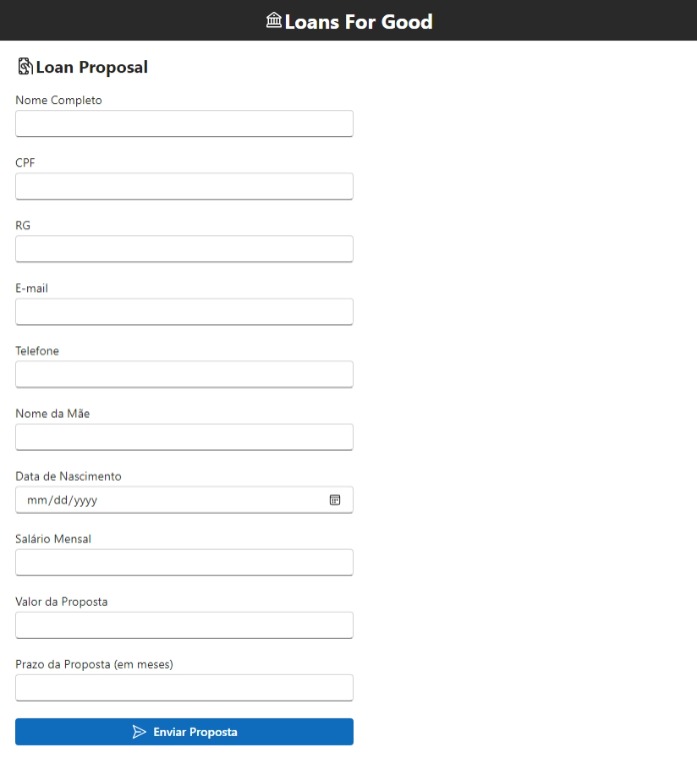 Loans For Good
Loan Proposal
Nome Completo
CPF
RG
E-mail
Telefone
Nome da Mãe
Data de Nascimento
mm/dd/yyyy
Salário Mensal
Valor da Proposta
Prazo da Proposta (em meses)
Enviar Proposta